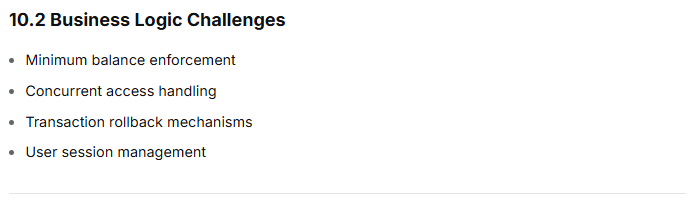 10.2 Business Logic Challenges
Minimum balance enforcement
Concurrent access handling
Transaction rollback mechanisms
User session management